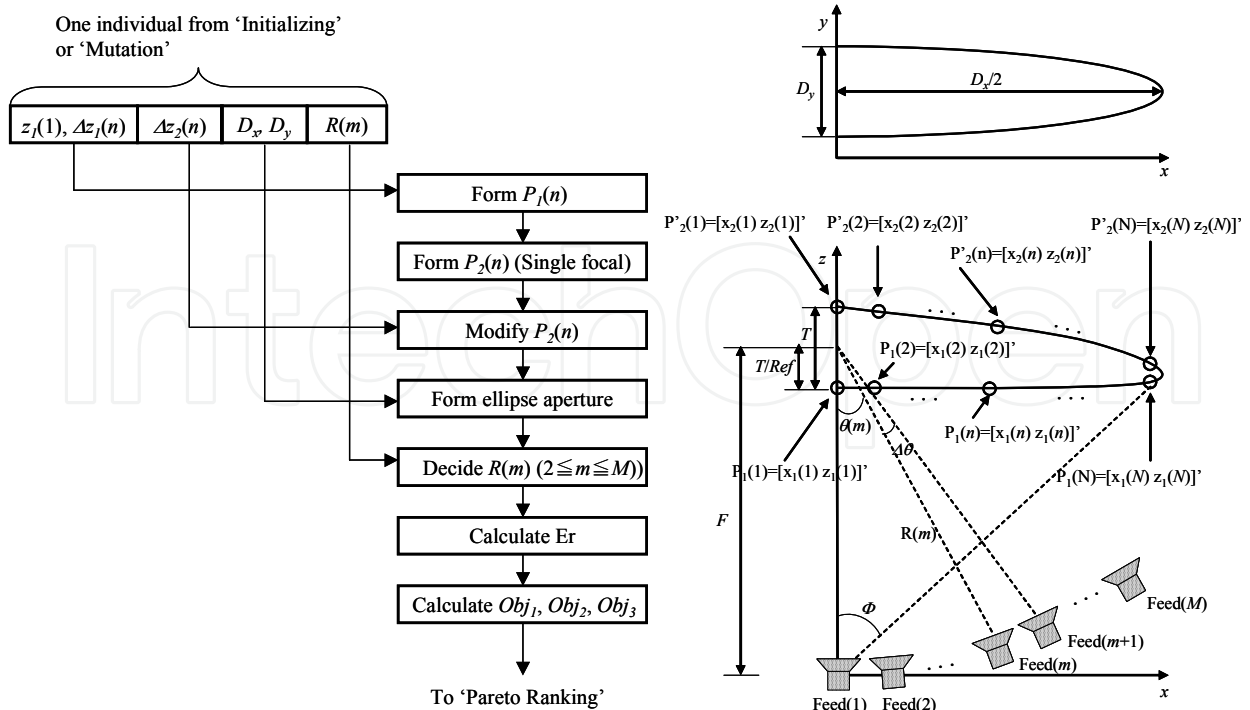 One individual from ‘Initializing’
or ‘Mutation’
z1(1), Δz1(n)
Δz2(n)
Dx, Dy
R(m)
Form P1(n)
Form P2(n) (Single focal)
Modify P2(n)
Form ellipse aperture
Decide R(m) (2≦m≦M))
Calculate Er
Calculate Obj1, Obj2, Obj3
To ‘Pareto Ranking’
y
Dy
Dx/2
x
P’2(1)=[x2(1) z2(1)]’
P’2(2)=[x2(2) z2(2)]’
P’2(N)=[x2(N) z2(N)]’
P’2(n)=[x2(n) z2(n)]’
z
. . .
. . .
T
T/Ref
P1(2)=[x1(2) z1(2)]’
. . .
. . .
θ(m)
Δθ
P1(n)=[x1(n) z1(n)]’
P1(1)=[x1(1) z1(1)]’
P1(N)=[x1(N) z1(N)]’
F
R(m)
Φ
. . .
Feed(M)
Feed(m+1)
. . .
Feed(m)
Feed(1)
Feed(2)
x
IntechOpen